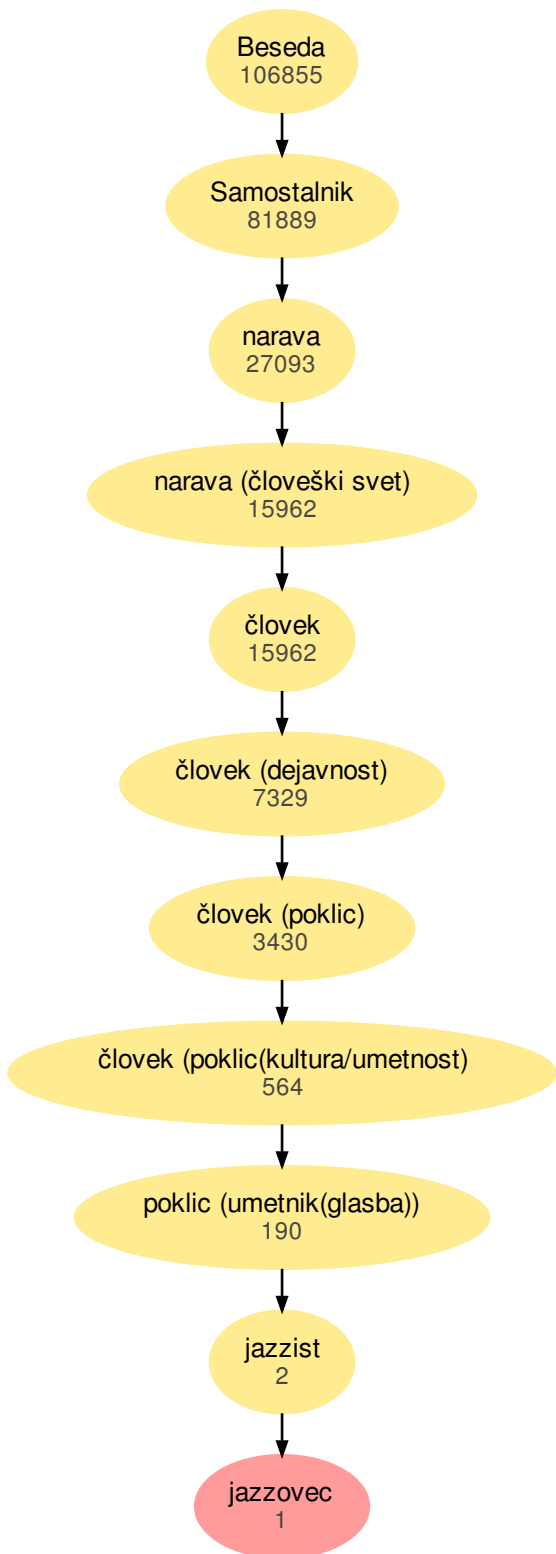 Beseda
106855
Samostalnik
81889
narava
27093
narava (človeški svet)
15962
človek
15962
človek (dejavnost)
7329
človek (poklic)
3430
človek (poklic(kultura/umetnost)
564
poklic (umetnik(glasba))
190
jazzist
2
jazzovec
1